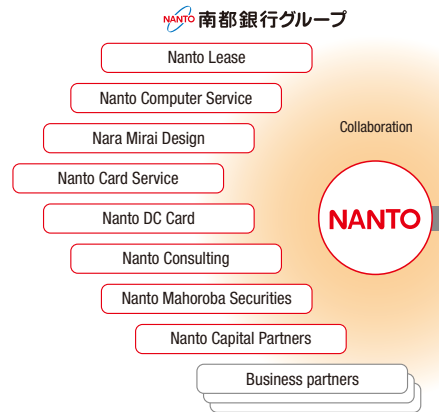 NANTO 南都銀行グループ
Nanto Lease
Nanto Computer Service
Nara Mirai Design
Collaboration
Nanto Card Service
NANTO
Nanto DC Card
Nanto Consulting
Nanto Mahoroba Securities
Nanto Capital Partners
Business partners